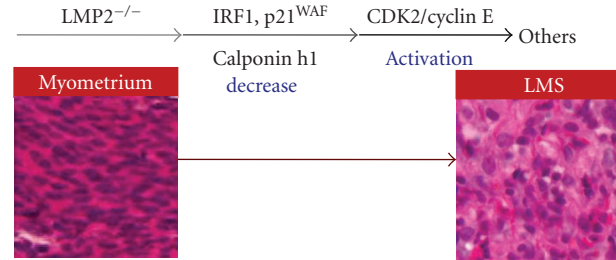 LMP2−/− IRF1, p21WAF CDK2/cyclin E
Others
Calponin h1 Activation
decrease
Myometrium LMS